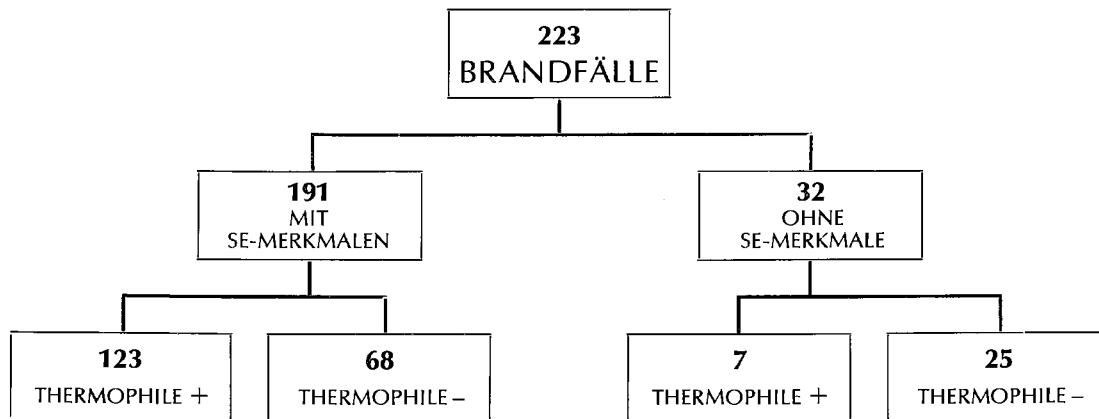 223
BRANDFÄLLE
191
MIT
SE-MERKMALEN
32
OHNE
SE-MERKMALE
123
THERMOPHILE +
68
THERMOPHILE –
7
THERMOPHILE +
25
THERMOPHILE –